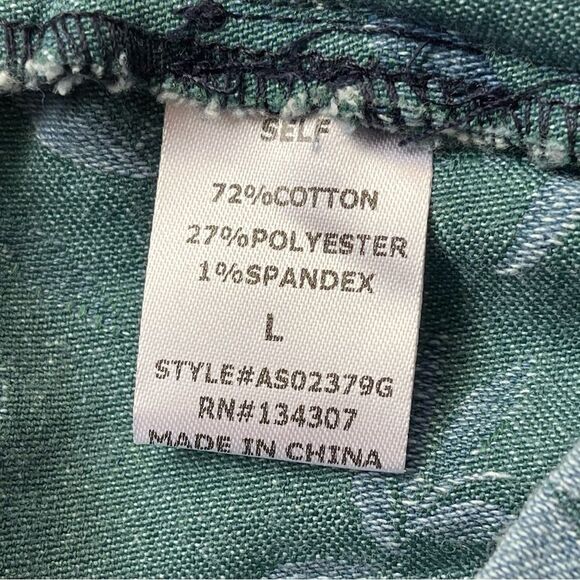 SELF
72%COTTON
27%POLYESTER
1%SPANDEX
L
STYLE#AS02379G
RN#134307
MADE IN CHINA